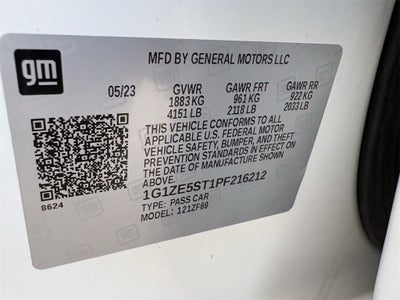 gm
MFD BY GENERAL MOTORS LLC
05/23 GVWR GAWR FRT GAWR RR
1883 KG 961 KG 922 KG
4151 LB 2118 LB 2033 LB
THIS VEHICLE CONFORMS TO ALL
APPLICABLE U.S. FEDERAL MOTOR
VEHICLE SAFETY, BUMPER, AND THEFT
PREVENTION STANDARDS IN EFFECT ON
THE DATE OF MANUFACTURE SHOWN
ABOVE.
1G1ZE5ST1PF216212
TYPE: PASS CAR
MODEL: 121ZF69
8624